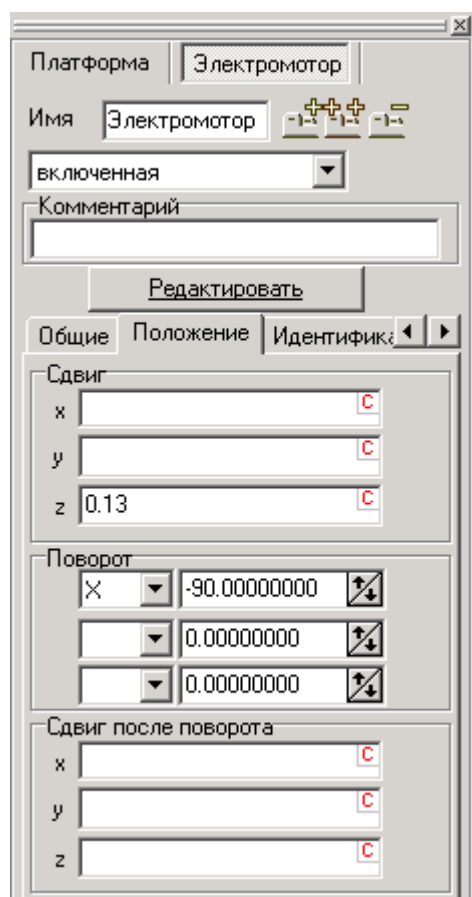 Платформа Электромотор
Имя Электромотор
включенная
Комментарий
Редактировать
Общие Положение Идентифика
Сдвиг
x C
y C
z 0.13 C
Поворот
X -90.00000000
0.00000000
0.00000000
Сдвиг после поворота
x C
y C
z C